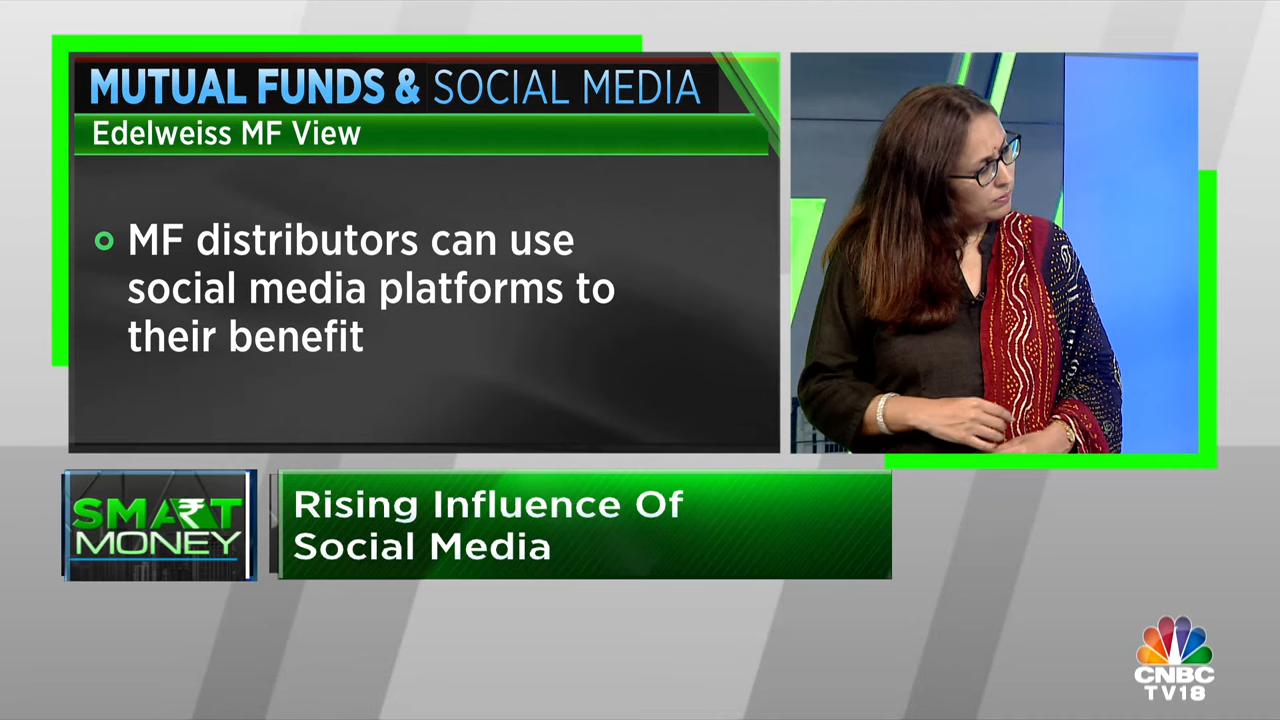 MUTUAL FUNDS & SOCIAL MEDIA
Edelweiss MF View
MF distributors can use
social media platforms to
their benefit
SMA₹T
MONEY
Rising Influence Of
Social Media
CNBC
TV18